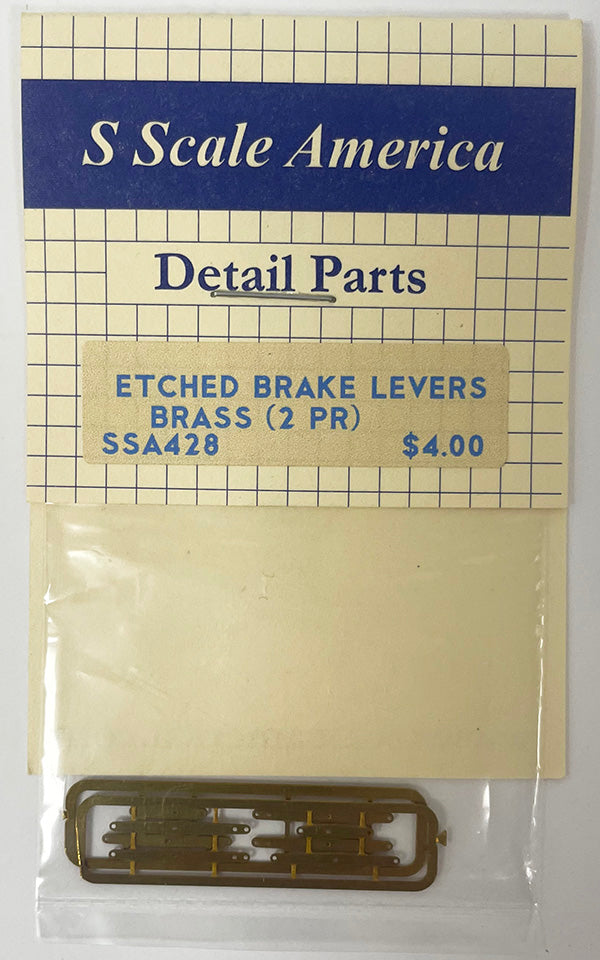 S Scale America
Detail Parts
ETCHED BRAKE LEVERS
BRASS (2 PR)
SSA428 $4.00